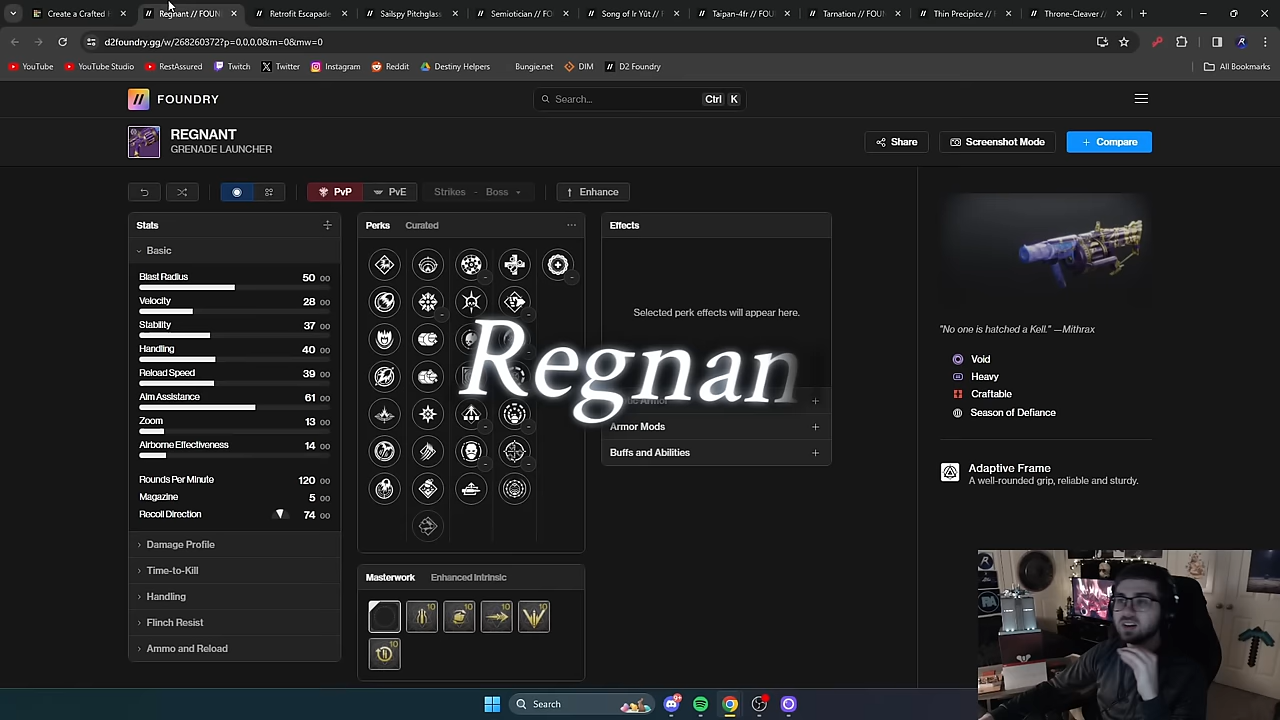 Create a Crafted
Regnant // FOUN
Retrofit Escapade
Sailspy Pitchglass
Semiotician // FO
Song of Ir Yût // 
Taipan-4fr // FOU
Tarnation // FOUN
Thin Precipice //
Throne-Cleaver //
d2foundry.gg/w/268260372?p=0,0,0,0&m=0&mw=0
YouTube
YouTube Studio
RestAssured
Twitch
Twitter
Instagram
Reddit
Destiny Helpers
Bungie.net
DIM
D2 Foundry
All Bookmarks
FOUNDRY
Search...
Ctrl K
REGNANT
GRENADE LAUNCHER
Share
Screenshot Mode
+ Compare
PvP
PvE
Strikes - Boss
Enhance
Stats
Basic
Blast Radius 50
Velocity 28
Stability 37
Handling 40
Reload Speed 39
Aim Assistance 61
Zoom 13
Airborne Effectiveness 14
Rounds Per Minute 120
Magazine 5
Recoil Direction 74
Damage Profile
Time-to-Kill
Handling
Flinch Resist
Ammo and Reload
Perks
Curated
Masterwork
Enhanced Intrinsic
10
10
10
10
10
Effects
Selected perk effects will appear here.
Regnan
Armor Mods
Buffs and Abilities
"No one is hatched a Kell." —Mithrax
Void
Heavy
Craftable
Season of Defiance
Adaptive Frame
A well-rounded grip, reliable and sturdy.
Search